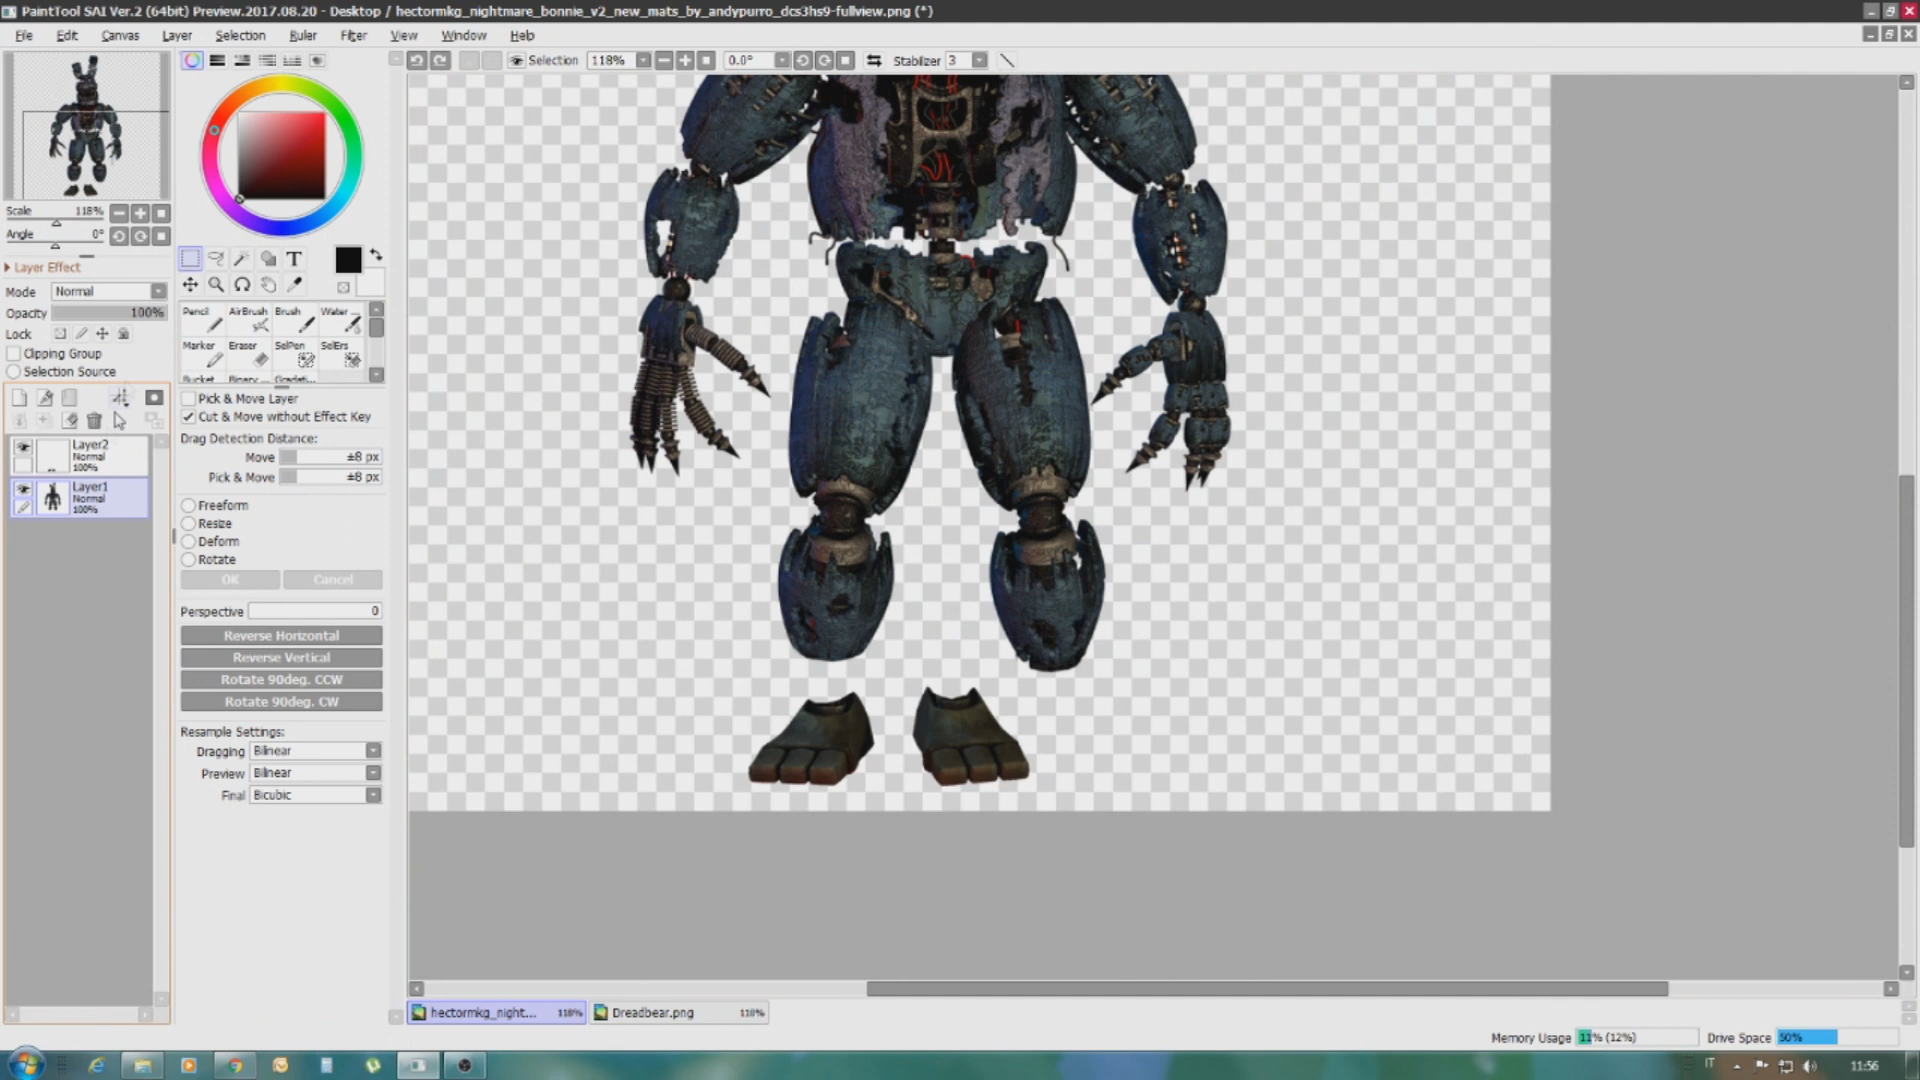 PaintTool SAI Ver.2 (64bit) Preview.2017.08.20 - Desktop / hectormkg_nightmare_bonnie_v2_new_mats_by_andypurro_dcs3hs9-fullview.png (*)
File Edit Canvas Layer Selection Ruler Filter View Window Help
Selection 118% 0.0° Stabilizer 3
Scale 118%
Angle 0°
Layer Effect
Mode Normal
Opacity 100%
Lock
Clipping Group
Selection Source
Layer2
Normal
100%
Layer1
Normal
100%
T
Pencil AirBrush Brush Water ...
Marker Eraser SelPen SelErs
Bucket Binary ... Gradati...
Pick & Move Layer
Cut & Move without Effect Key
Drag Detection Distance:
Move ±8 px
Pick & Move ±8 px
Freeform
Resize
Deform
Rotate
OK Cancel
Perspective 0
Reverse Horizontal
Reverse Vertical
Rotate 90deg. CCW
Rotate 90deg. CW
Resample Settings:
Dragging Bilinear
Preview Bilinear
Final Bicubic
hectormkg_night... 118% Dreadbear.png 118%
Memory Usage 11% (12%) Drive Space 50%
IT 11:56